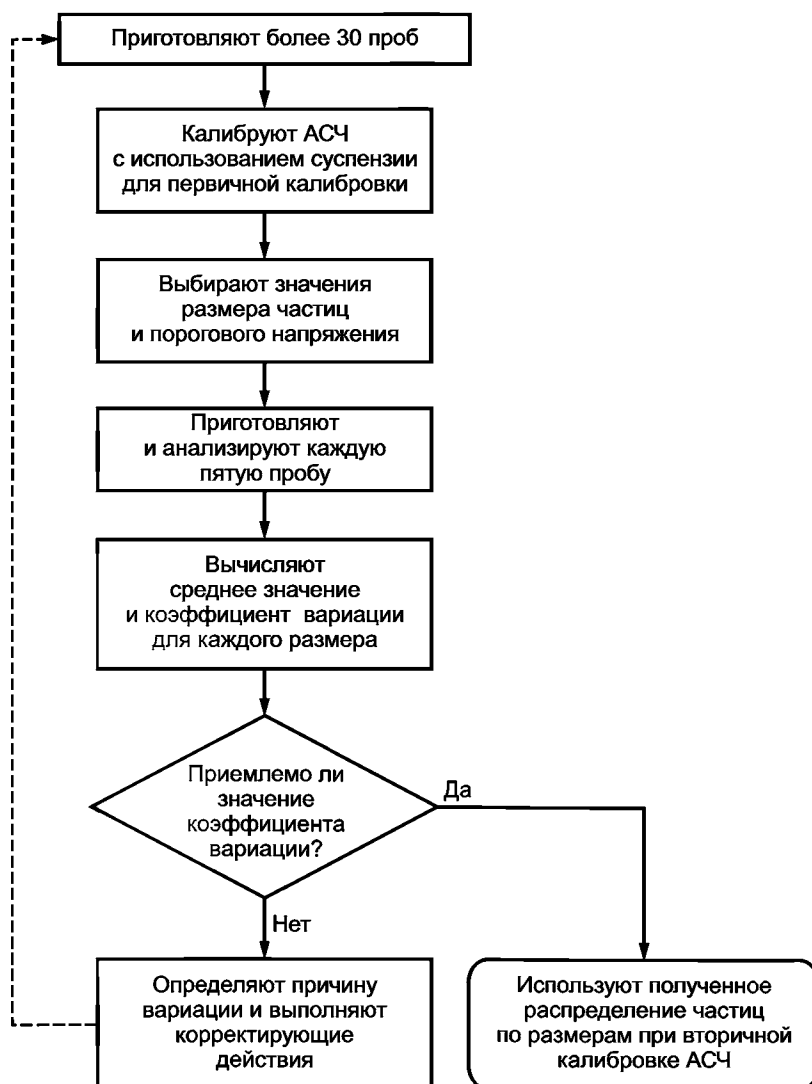 Приготовляют более 30 проб
Калибруют АСЧ
с использованием суспензии
для первичной калибровки
Выбирают значения
размера частиц
и порогового напряжения
Приготовляют
и анализируют каждую
пятую пробу
Вычисляют
среднее значение
и коэффициент вариации
для каждого размера
Приемлемо ли
значение
коэффициента
вариации?
Да
Нет
Определяют причину
вариации и выполняют
корректирующие
действия
Используют полученное
распределение частиц
по размерам при вторичной
калибровке АСЧ